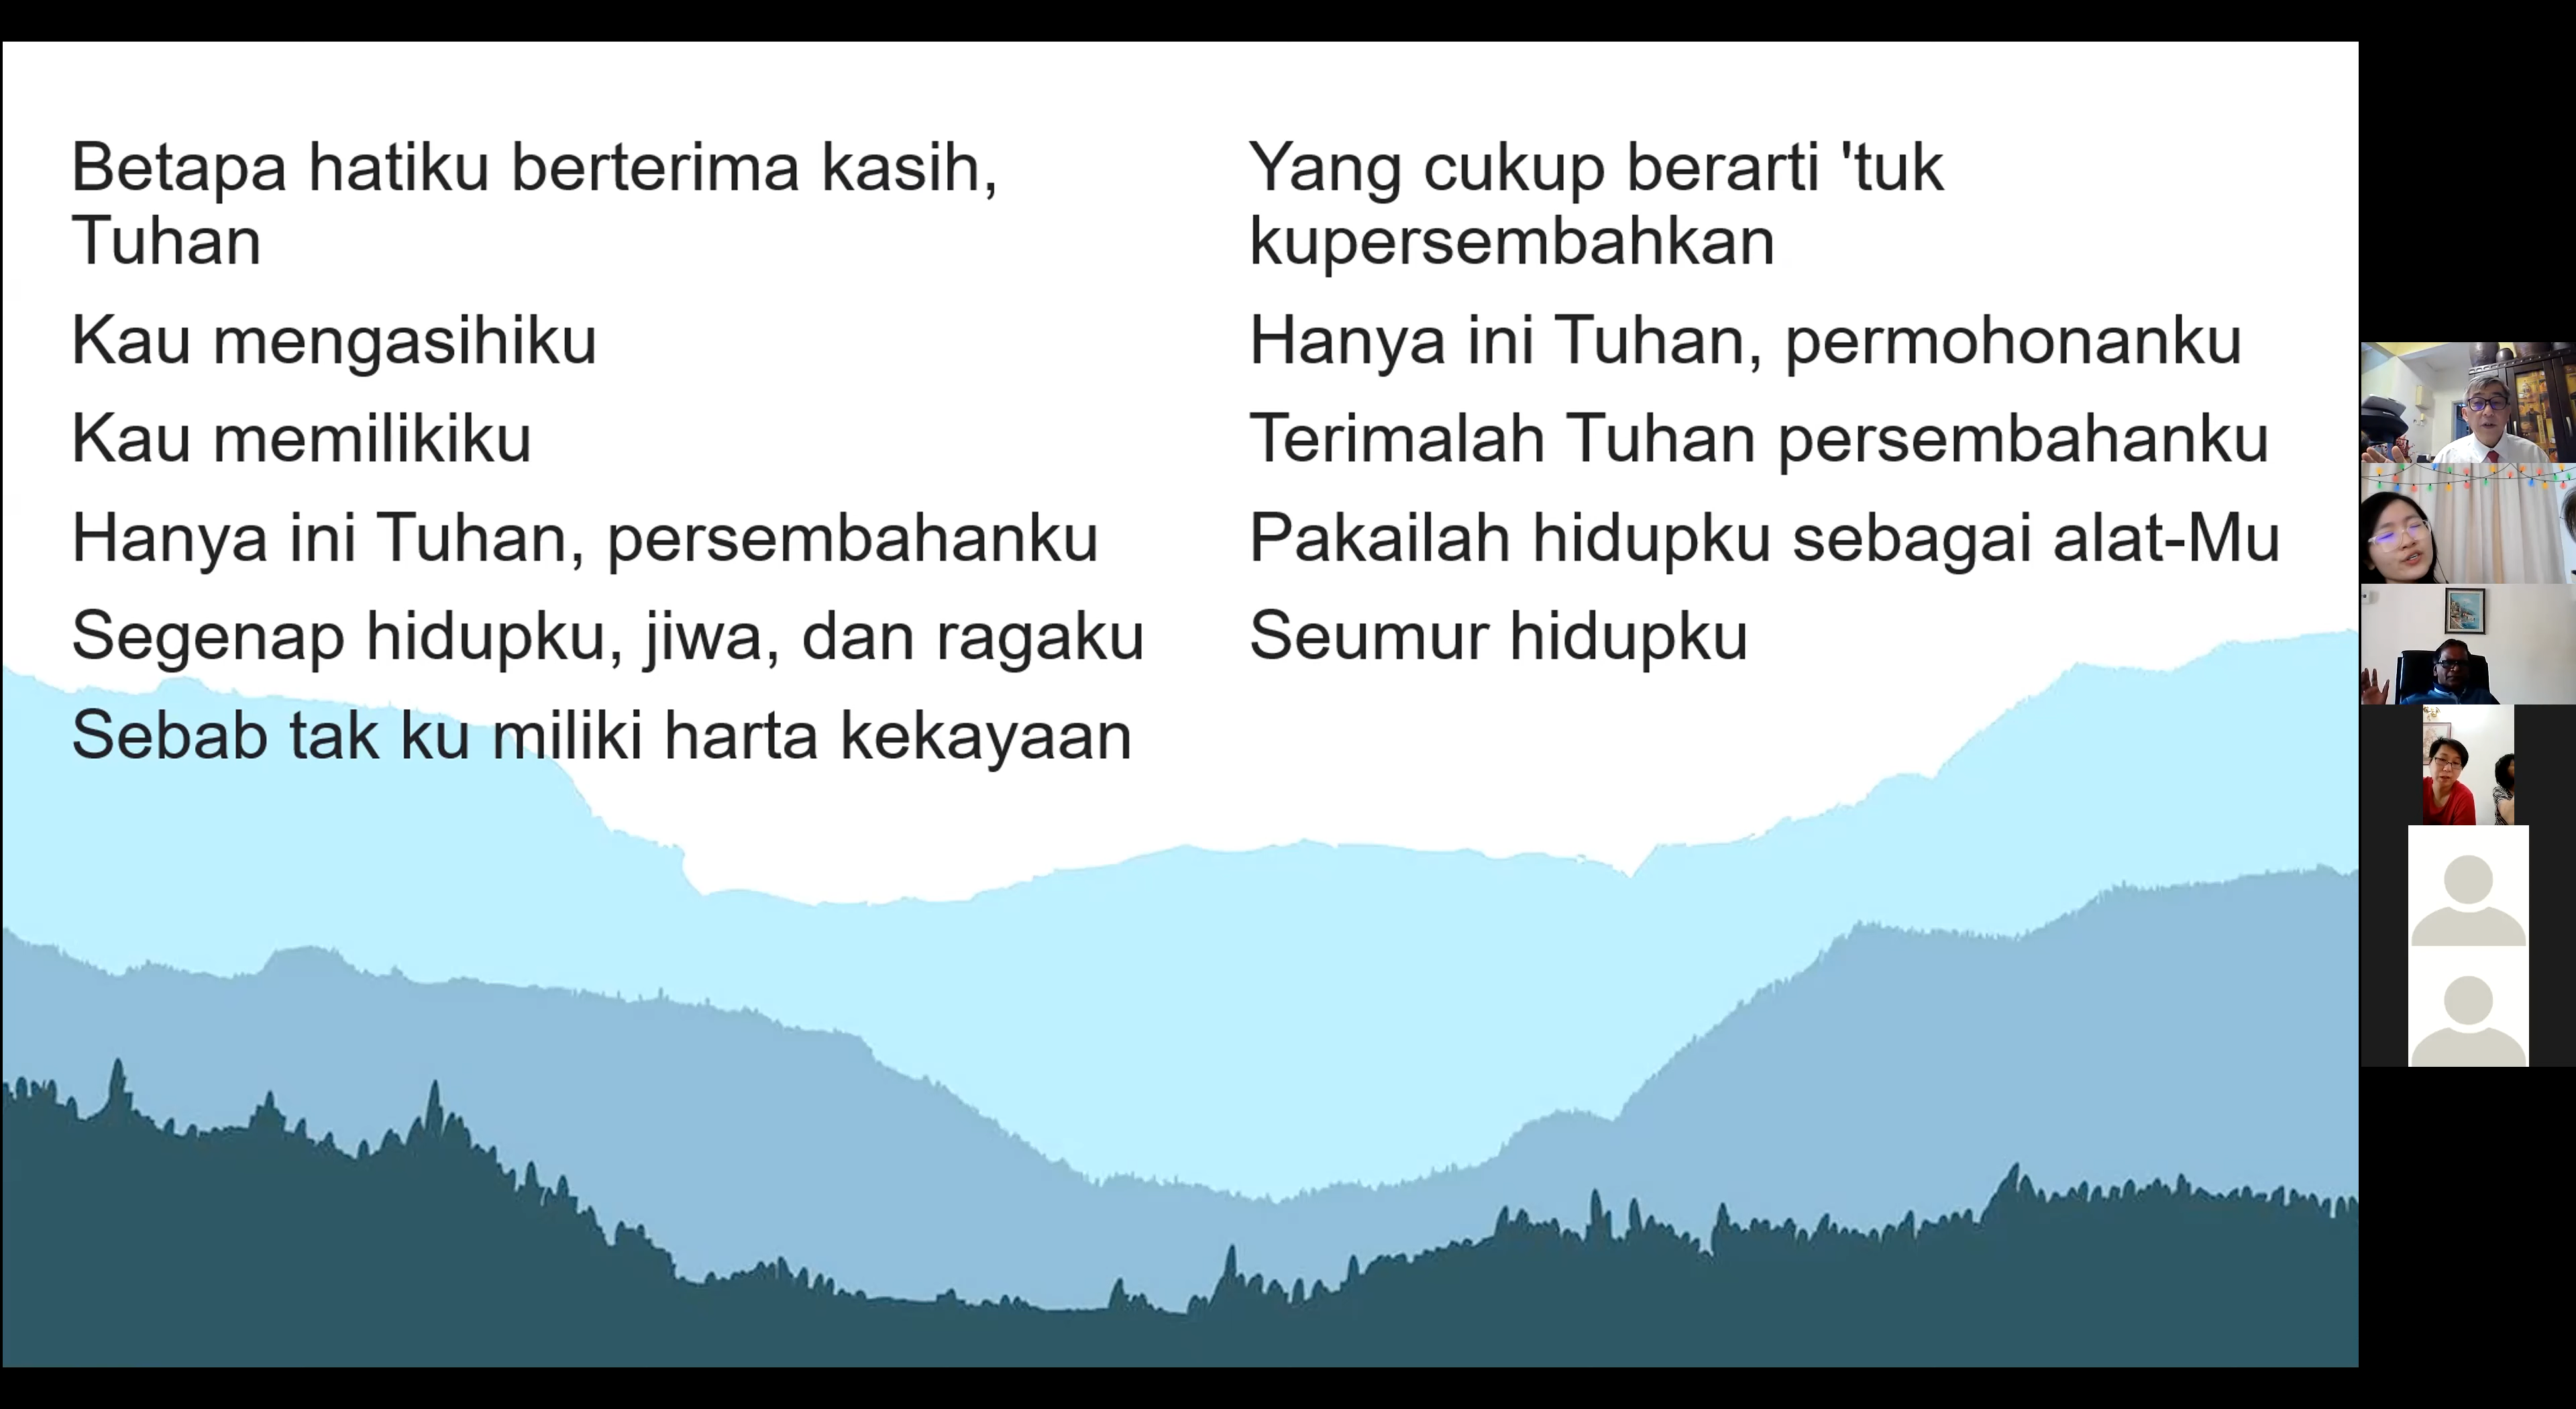 Betapa hatiku berterima kasih,
Tuhan
Kau mengasihiku
Kau memilikiku
Hanya ini Tuhan, persembahanku
Segenap hidupku, jiwa, dan ragaku
Sebab tak ku miliki harta kekayaan
Yang cukup berarti 'tuk
kupersembahkan
Hanya ini Tuhan, permohonanku
Terimalah Tuhan persembahanku
Pakailah hidupku sebagai alat-Mu
Seumur hidupku